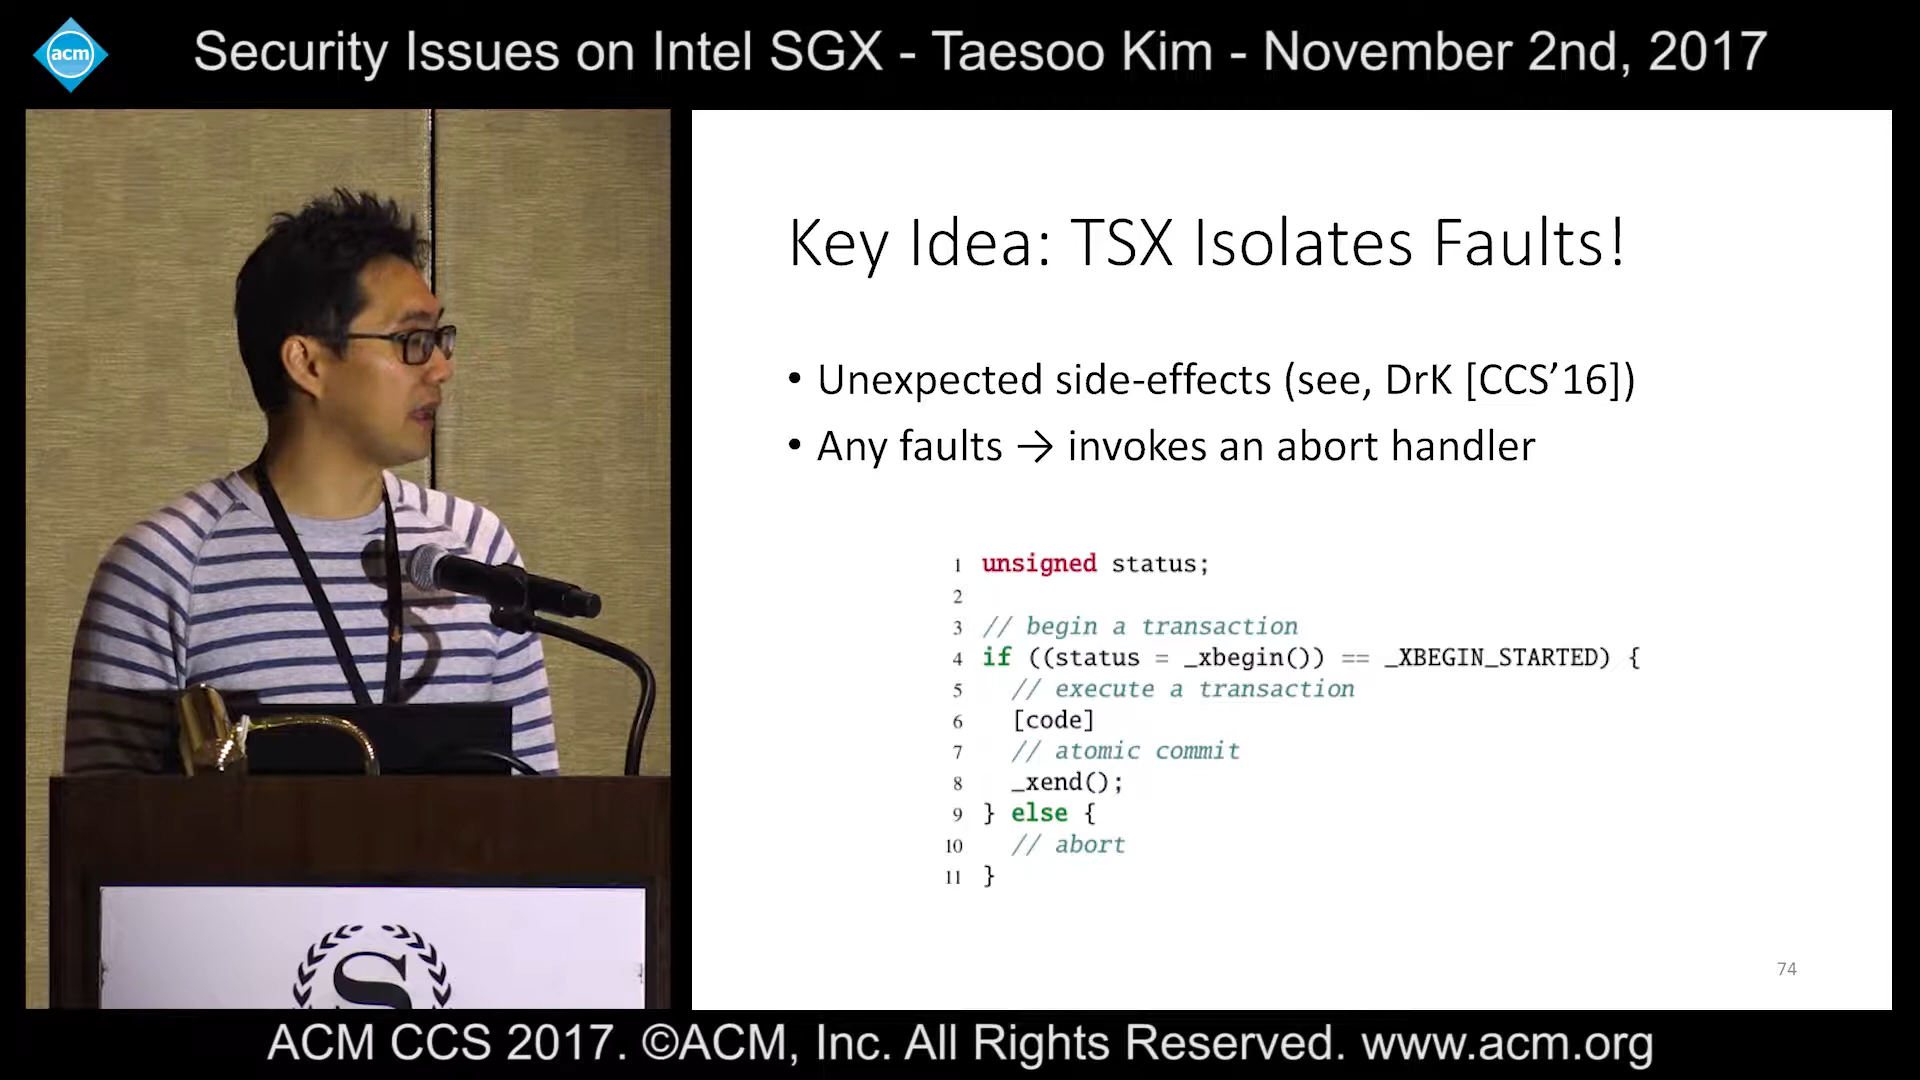 acm
Security Issues on Intel SGX - Taesoo Kim - November 2nd, 2017
Key Idea: TSX Isolates Faults!
• Unexpected side-effects (see, DrK [CCS’16])
• Any faults → invokes an abort handler
1 unsigned status;
2
3 // begin a transaction
4 if ((status = _xbegin()) == _XBEGIN_STARTED) {
5 // execute a transaction
6 [code]
7 // atomic commit
8 _xend();
9 } else {
10 // abort
11 }
74
S
ACM CCS 2017. ©ACM, Inc. All Rights Reserved. www.acm.org